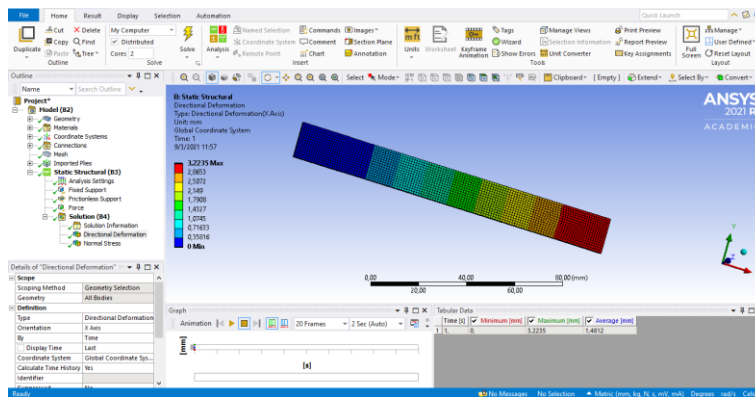 File Home Result Display Selection Automation Quick Launch
Duplicate Cut Delete My Computer Solve Analysis Named Selection Commands Images Units Worksheet Keyframe Animation Tags Manage Views Print Preview Full Screen Manage
Copy Find Distributed Coordinate System Comment Section Plane Wizard Selection Information Report Preview User Defined
Paste Tree Cores 2 Remote Point Chart Annotation Show Errors Unit Converter Key Assignments Reset Layout
Outline Solve Insert Tools Layout
Outline Select Mode Clipboard [ Empty ] Extend Select By Convert
Name Search Outline
Project*
Model (B2)
Geometry
Materials
Coordinate Systems
Connections
Mesh
Imported Plies
Static Structural (B3)
Analysis Settings
Fixed Support
Frictionless Support
Force
Solution (B4)
Solution Information
Directional Deformation
Normal Stress
B: Static Structural
Directional Deformation
Type: Directional Deformation(X Axis)
Unit: mm
Global Coordinate System
Time: 1
9/3/2021 11:57
3,2235 Max
2,8653
2,5072
2,149
1,7908
1,4327
1,0745
0,71633
0,35816
0 Min
ANSYS
2021 R
ACADEMIC
0,00 40,00 80,00 (mm)
20,00 60,00
Y
X
Details of "Directional Deformation"
Scope
Scoping Method Geometry Selection
Geometry All Bodies
Definition
Type Directional Deformation
Orientation X Axis
By Time
Display Time Last
Coordinate System Global Coordinate Sys...
Calculate Time History Yes
Identifier
Graph
Animation 20 Frames 2 Sec (Auto)
[mm]
[s]
Tabular Data
Time [s] Minimum [mm] Maximum [mm] Average [mm]
1 1, 0, 3,2235 1,4812
Ready No Messages No Selection Metric (mm, kg, N, s, mV, mA) Degrees rad/s